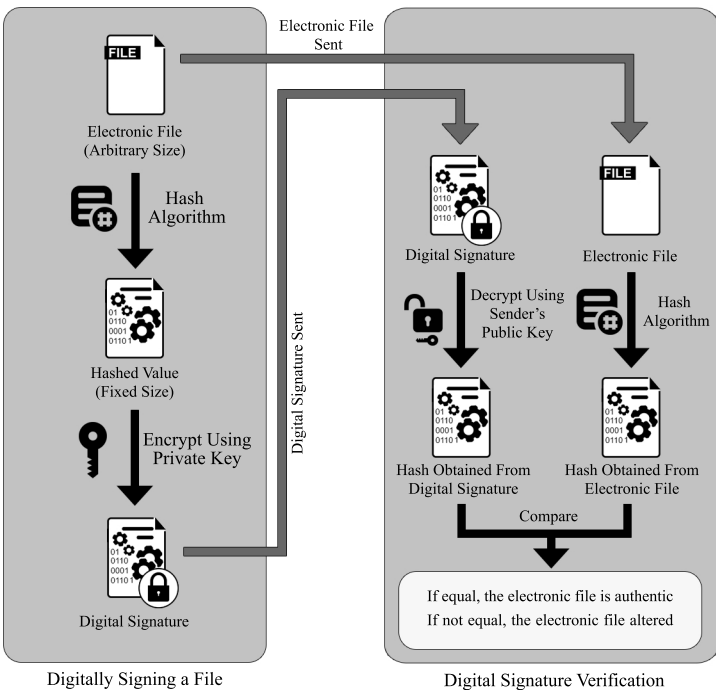 Electronic File
Sent
FILE
Electronic File
(Arbitrary Size)
Hash
Algorithm
01
0110
0001
0110 1
Hashed Value
(Fixed Size)
Encrypt Using
Private Key
01
0110
0001
0110 1
Digital Signature
Digitally Signing a File
Digital Signature Sent
01
0110
0001
0110 1
Digital Signature
FILE
Electronic File
Decrypt Using
Sender's
Public Key
Hash
Algorithm
01
0110
0001
0110 1
Hash Obtained From
Digital Signature
01
0110
0001
0110 1
Hash Obtained From
Electronic File
Compare
If equal, the electronic file is authentic
If not equal, the electronic file altered
Digital Signature Verification